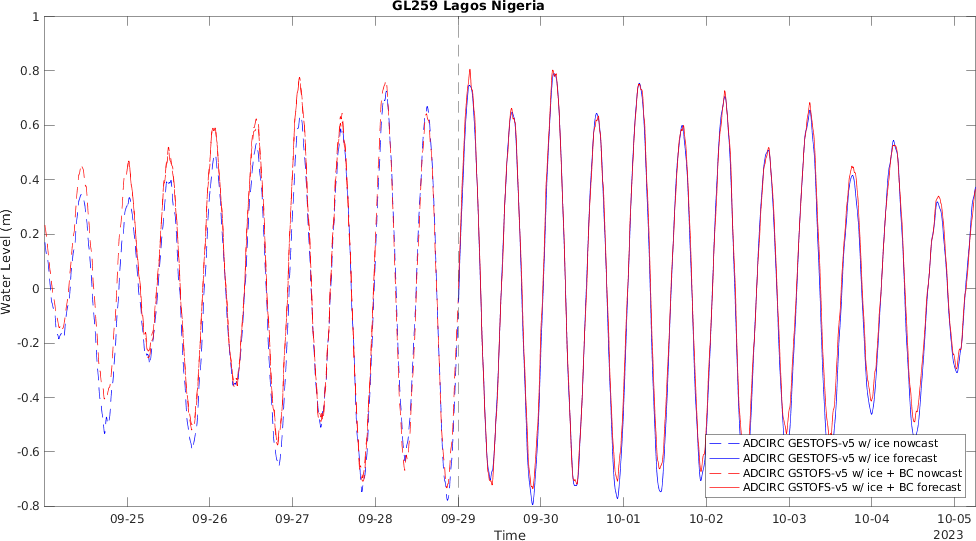 GL259 Lagos Nigeria
1
0.8
0.6
0.4
0.2
0
-0.2
-0.4
-0.6
-0.8
Water Level (m)
ADCIRC GESTOFS-v5 w/ ice nowcast
ADCIRC GESTOFS-v5 w/ ice forecast
ADCIRC GSTOFS-v5 w/ ice + BC nowcast
ADCIRC GSTOFS-v5 w/ ice + BC forecast
09-25 09-26 09-27 09-28 09-29 09-30 10-01 10-02 10-03 10-04 10-05
Time 2023